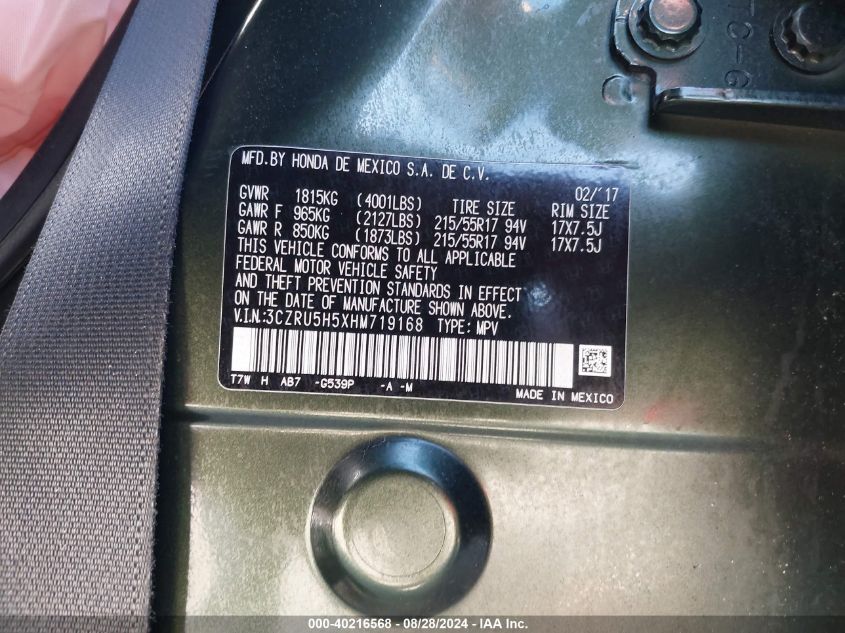 TC-G
MFD.BY HONDA DE MEXICO S.A. DE C.V.
02/'17
GVWR 1815KG (4001LBS) TIRE SIZE RIM SIZE
GAWR F 965KG (2127LBS) 215/55R17 94V 17X7.5J
GAWR R 850KG (1873LBS) 215/55R17 94V 17X7.5J
THIS VEHICLE CONFORMS TO ALL APPLICABLE
FEDERAL MOTOR VEHICLE SAFETY
AND THEFT PREVENTION STANDARDS IN EFFECT
ON THE DATE OF MANUFACTURE SHOWN ABOVE.
V.I.N.:3CZRU5H5XHM719168 TYPE: MPV
T7W H AB7 -G539P -A -M
MADE IN MEXICO
000-40216568 - 08/28/2024 - IAA Inc.